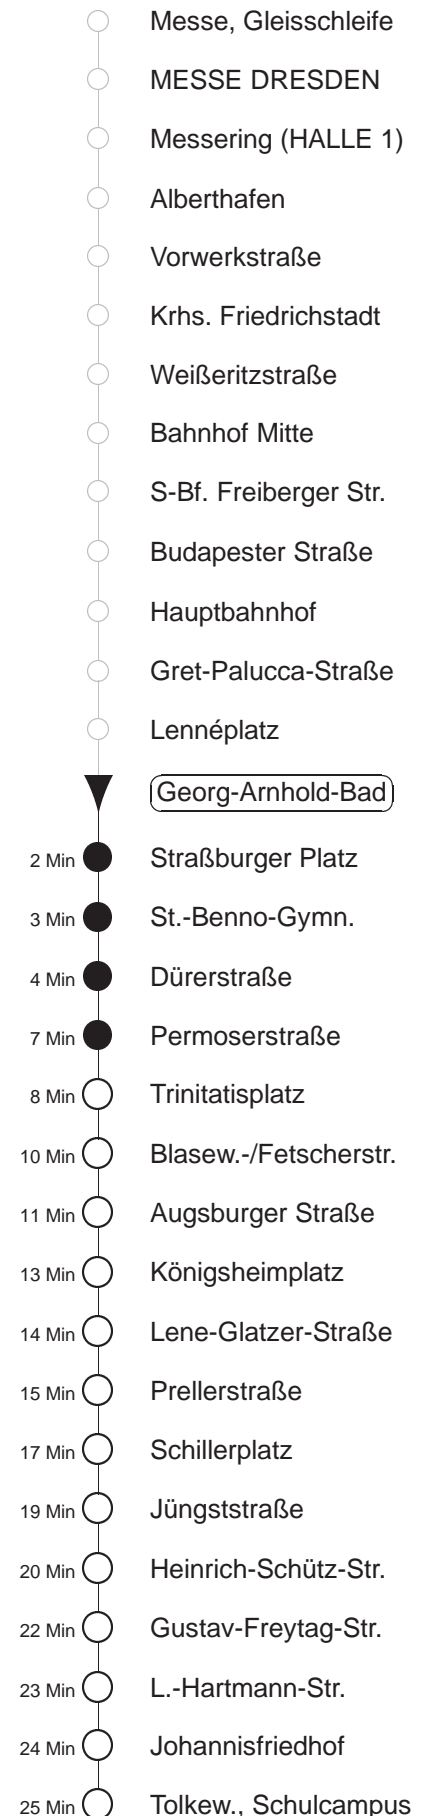 Messe, Gleisschleife
MESSE DRESDEN
Messering (HALLE 1)
Alberthafen
Vorwerkstraße
Krhs. Friedrichstadt
Weißeritzstraße
Bahnhof Mitte
S-Bf. Freiberger Str.
Budapester Straße
Hauptbahnhof
Gret-Palucca-Straße
Lennéplatz
Georg-Arnhold-Bad
2 Min Straßburger Platz
3 Min St.-Benno-Gymn.
4 Min Dürerstraße
7 Min Permoserstraße
8 Min Trinitatisplatz
10 Min Blasew.-/Fetscherstr.
11 Min Augsburger Straße
13 Min Königsheimplatz
14 Min Lene-Glatzer-Straße
15 Min Prellerstraße
17 Min Schillerplatz
19 Min Jüngststraße
20 Min Heinrich-Schütz-Str.
22 Min Gustav-Freytag-Str.
23 Min L.-Hartmann-Str.
24 Min Johannisfriedhof
25 Min Tolkew., Schulcampus